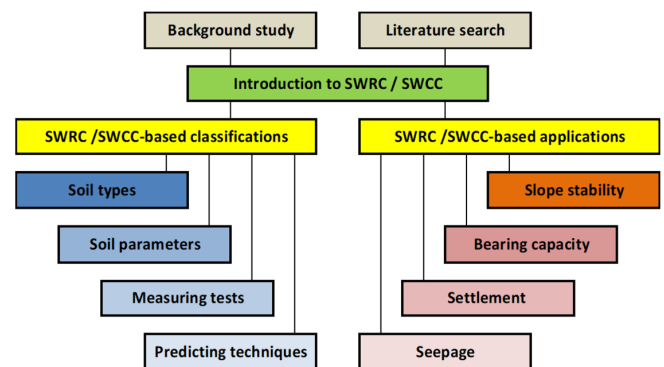 Background study
Literature search
Introduction to SWRC / SWCC
SWRC /SWCC-based classifications
SWRC /SWCC-based applications
Soil types
Slope stability
Soil parameters
Bearing capacity
Measuring tests
Settlement
Predicting techniques
Seepage